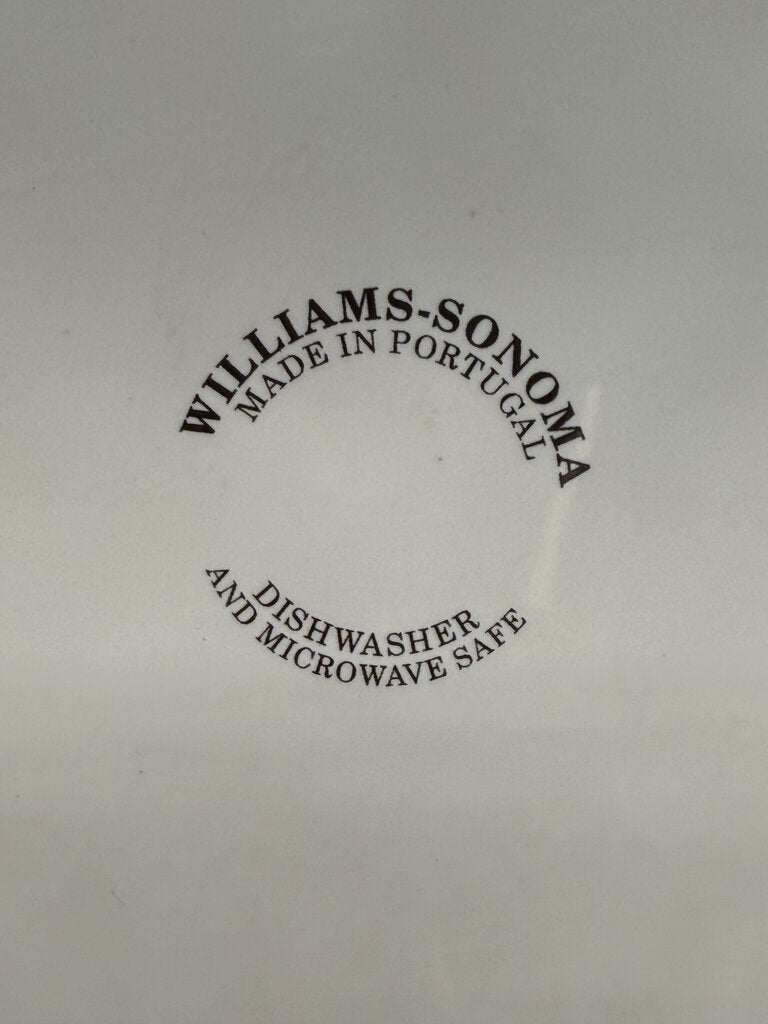 WILLIAMS-SONOMA
MADE IN PORTUGAL
DISHWASHER
AND MICROWAVE SAFE